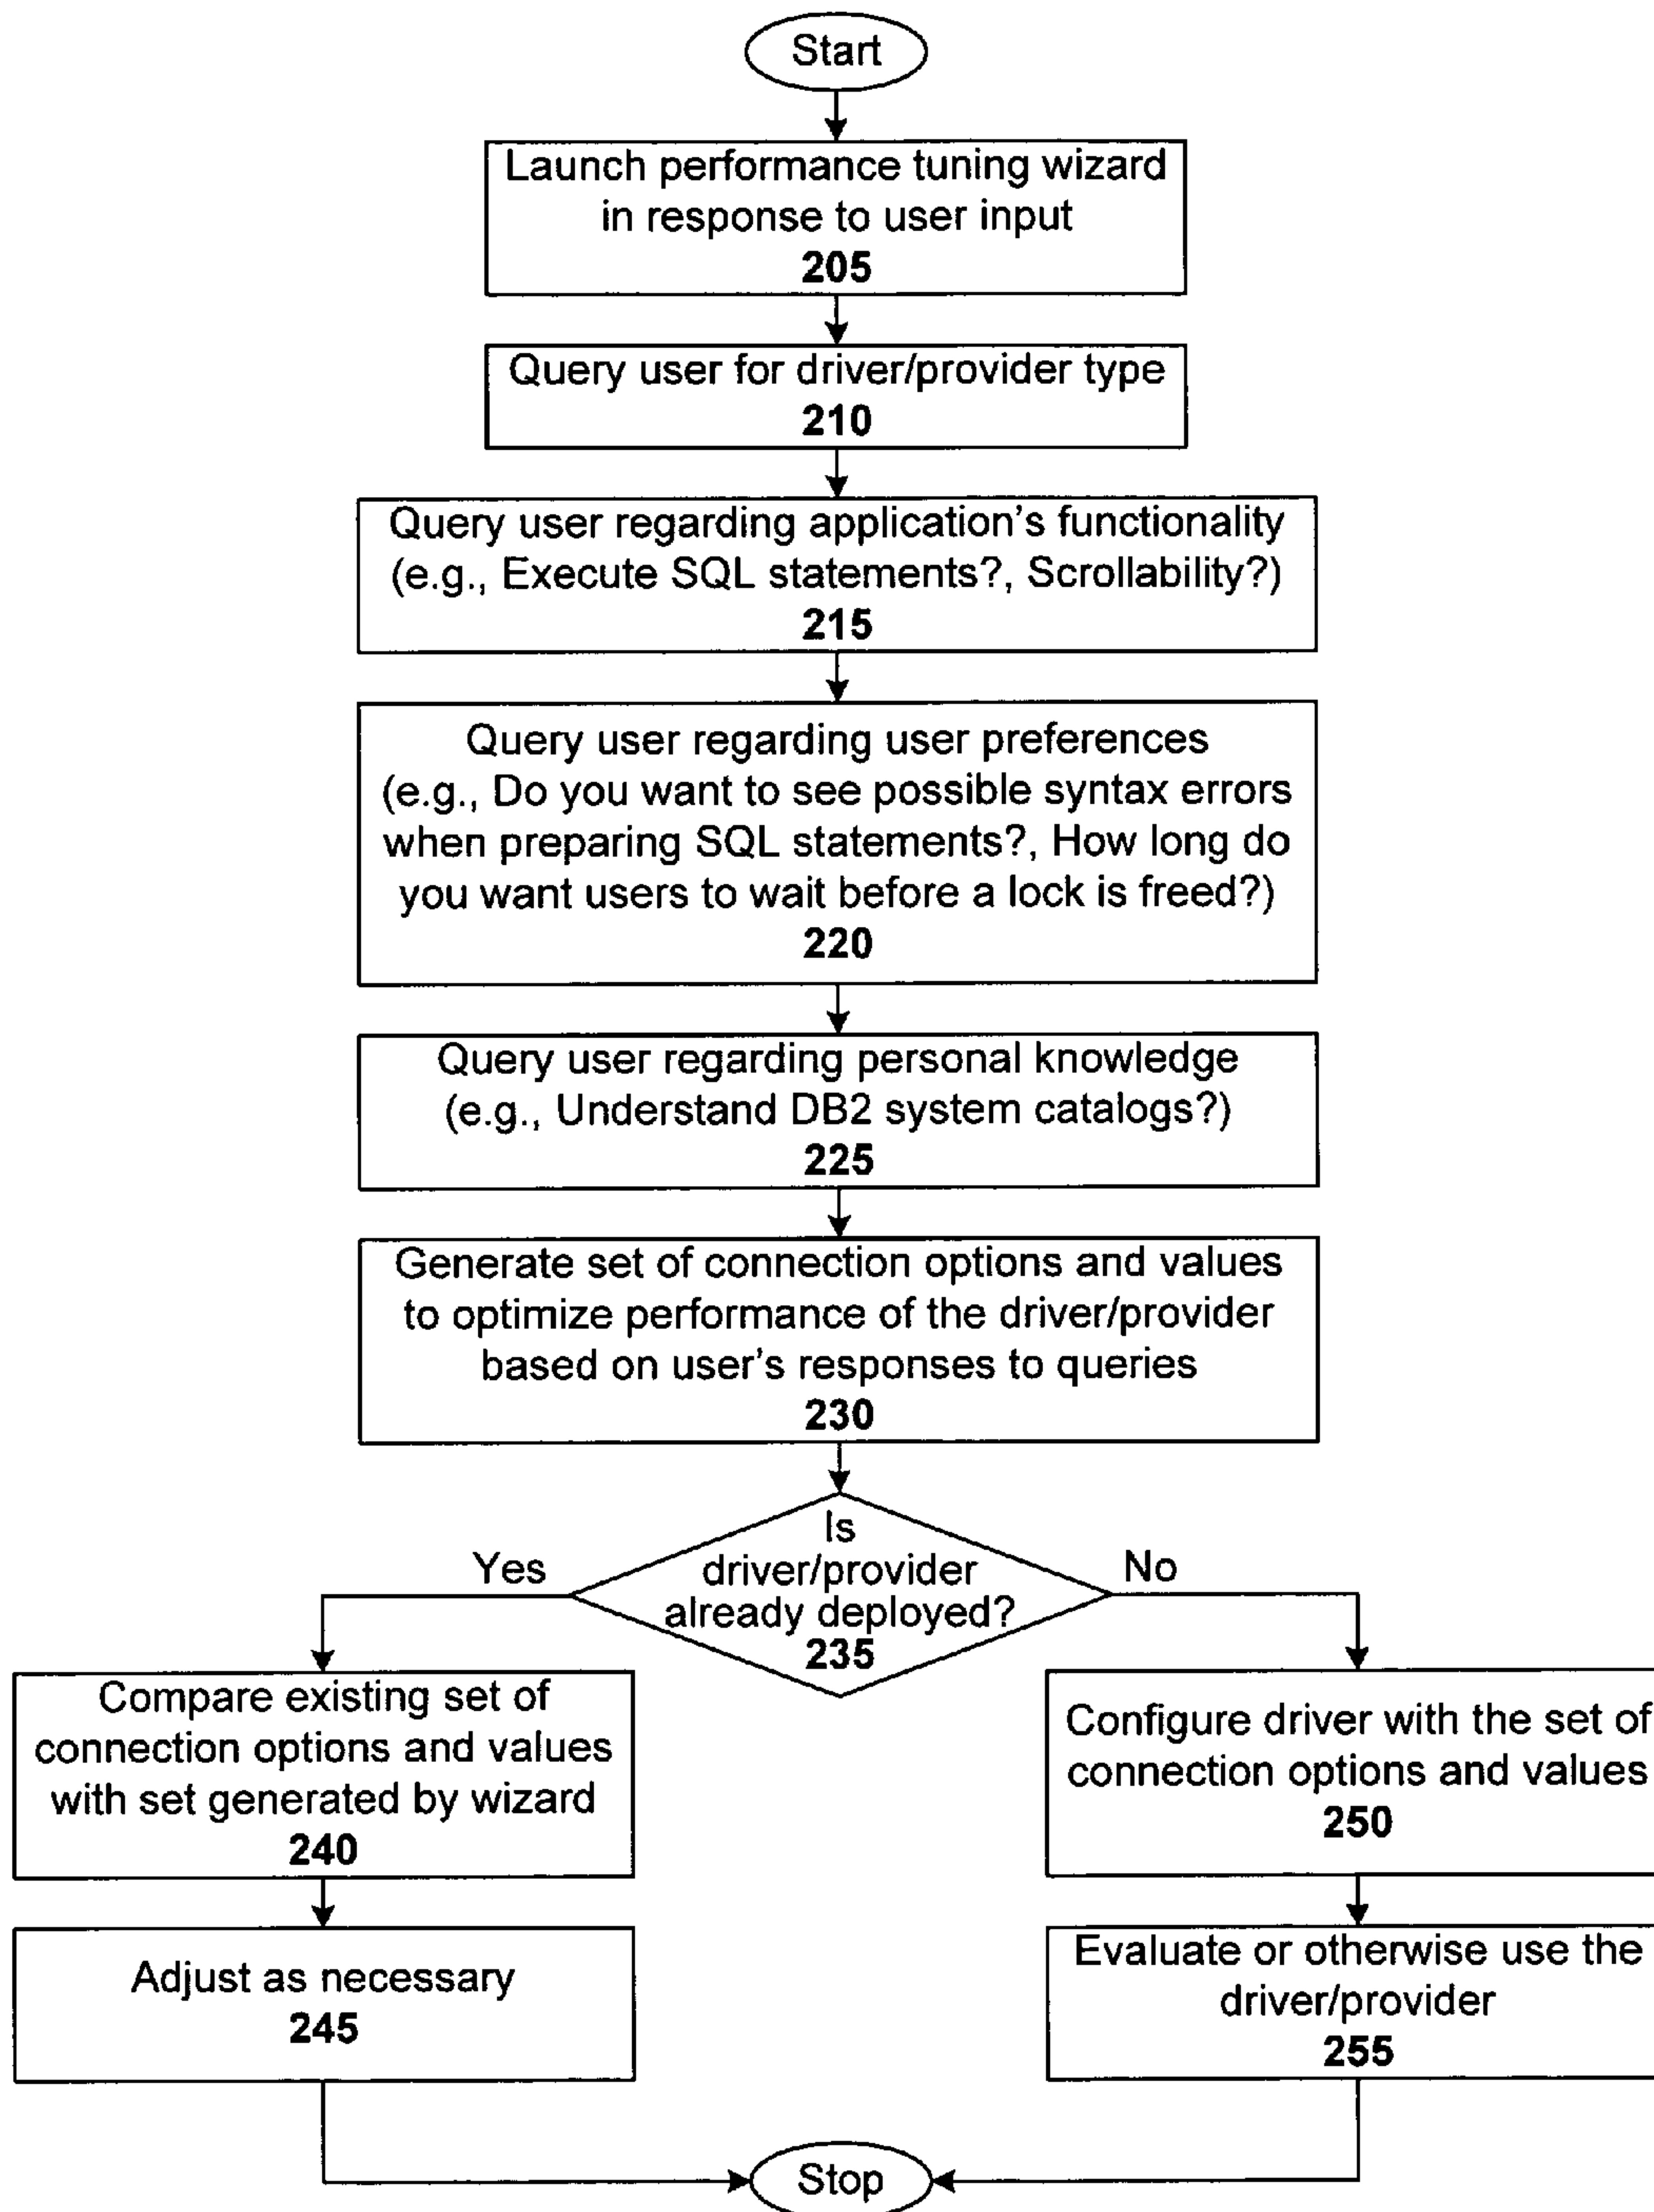 Start
Launch performance tuning wizard
in response to user input
205
Query user for driver/provider type
210
Query user regarding application's functionality
(e.g., Execute SQL statements?, Scrollability?)
215
Query user regarding user preferences
(e.g., Do you want to see possible syntax errors
when preparing SQL statements?, How long do
you want users to wait before a lock is freed?)
220
Query user regarding personal knowledge
(e.g., Understand DB2 system catalogs?)
225
Generate set of connection options and values
to optimize performance of the driver/provider
based on user's responses to queries
230
Is
driver/provider
already deployed?
235
Yes
No
Compare existing set of
connection options and values
with set generated by wizard
240
Adjust as necessary
245
Configure driver with the set of
connection options and values
250
Evaluate or otherwise use the
driver/provider
255
Stop